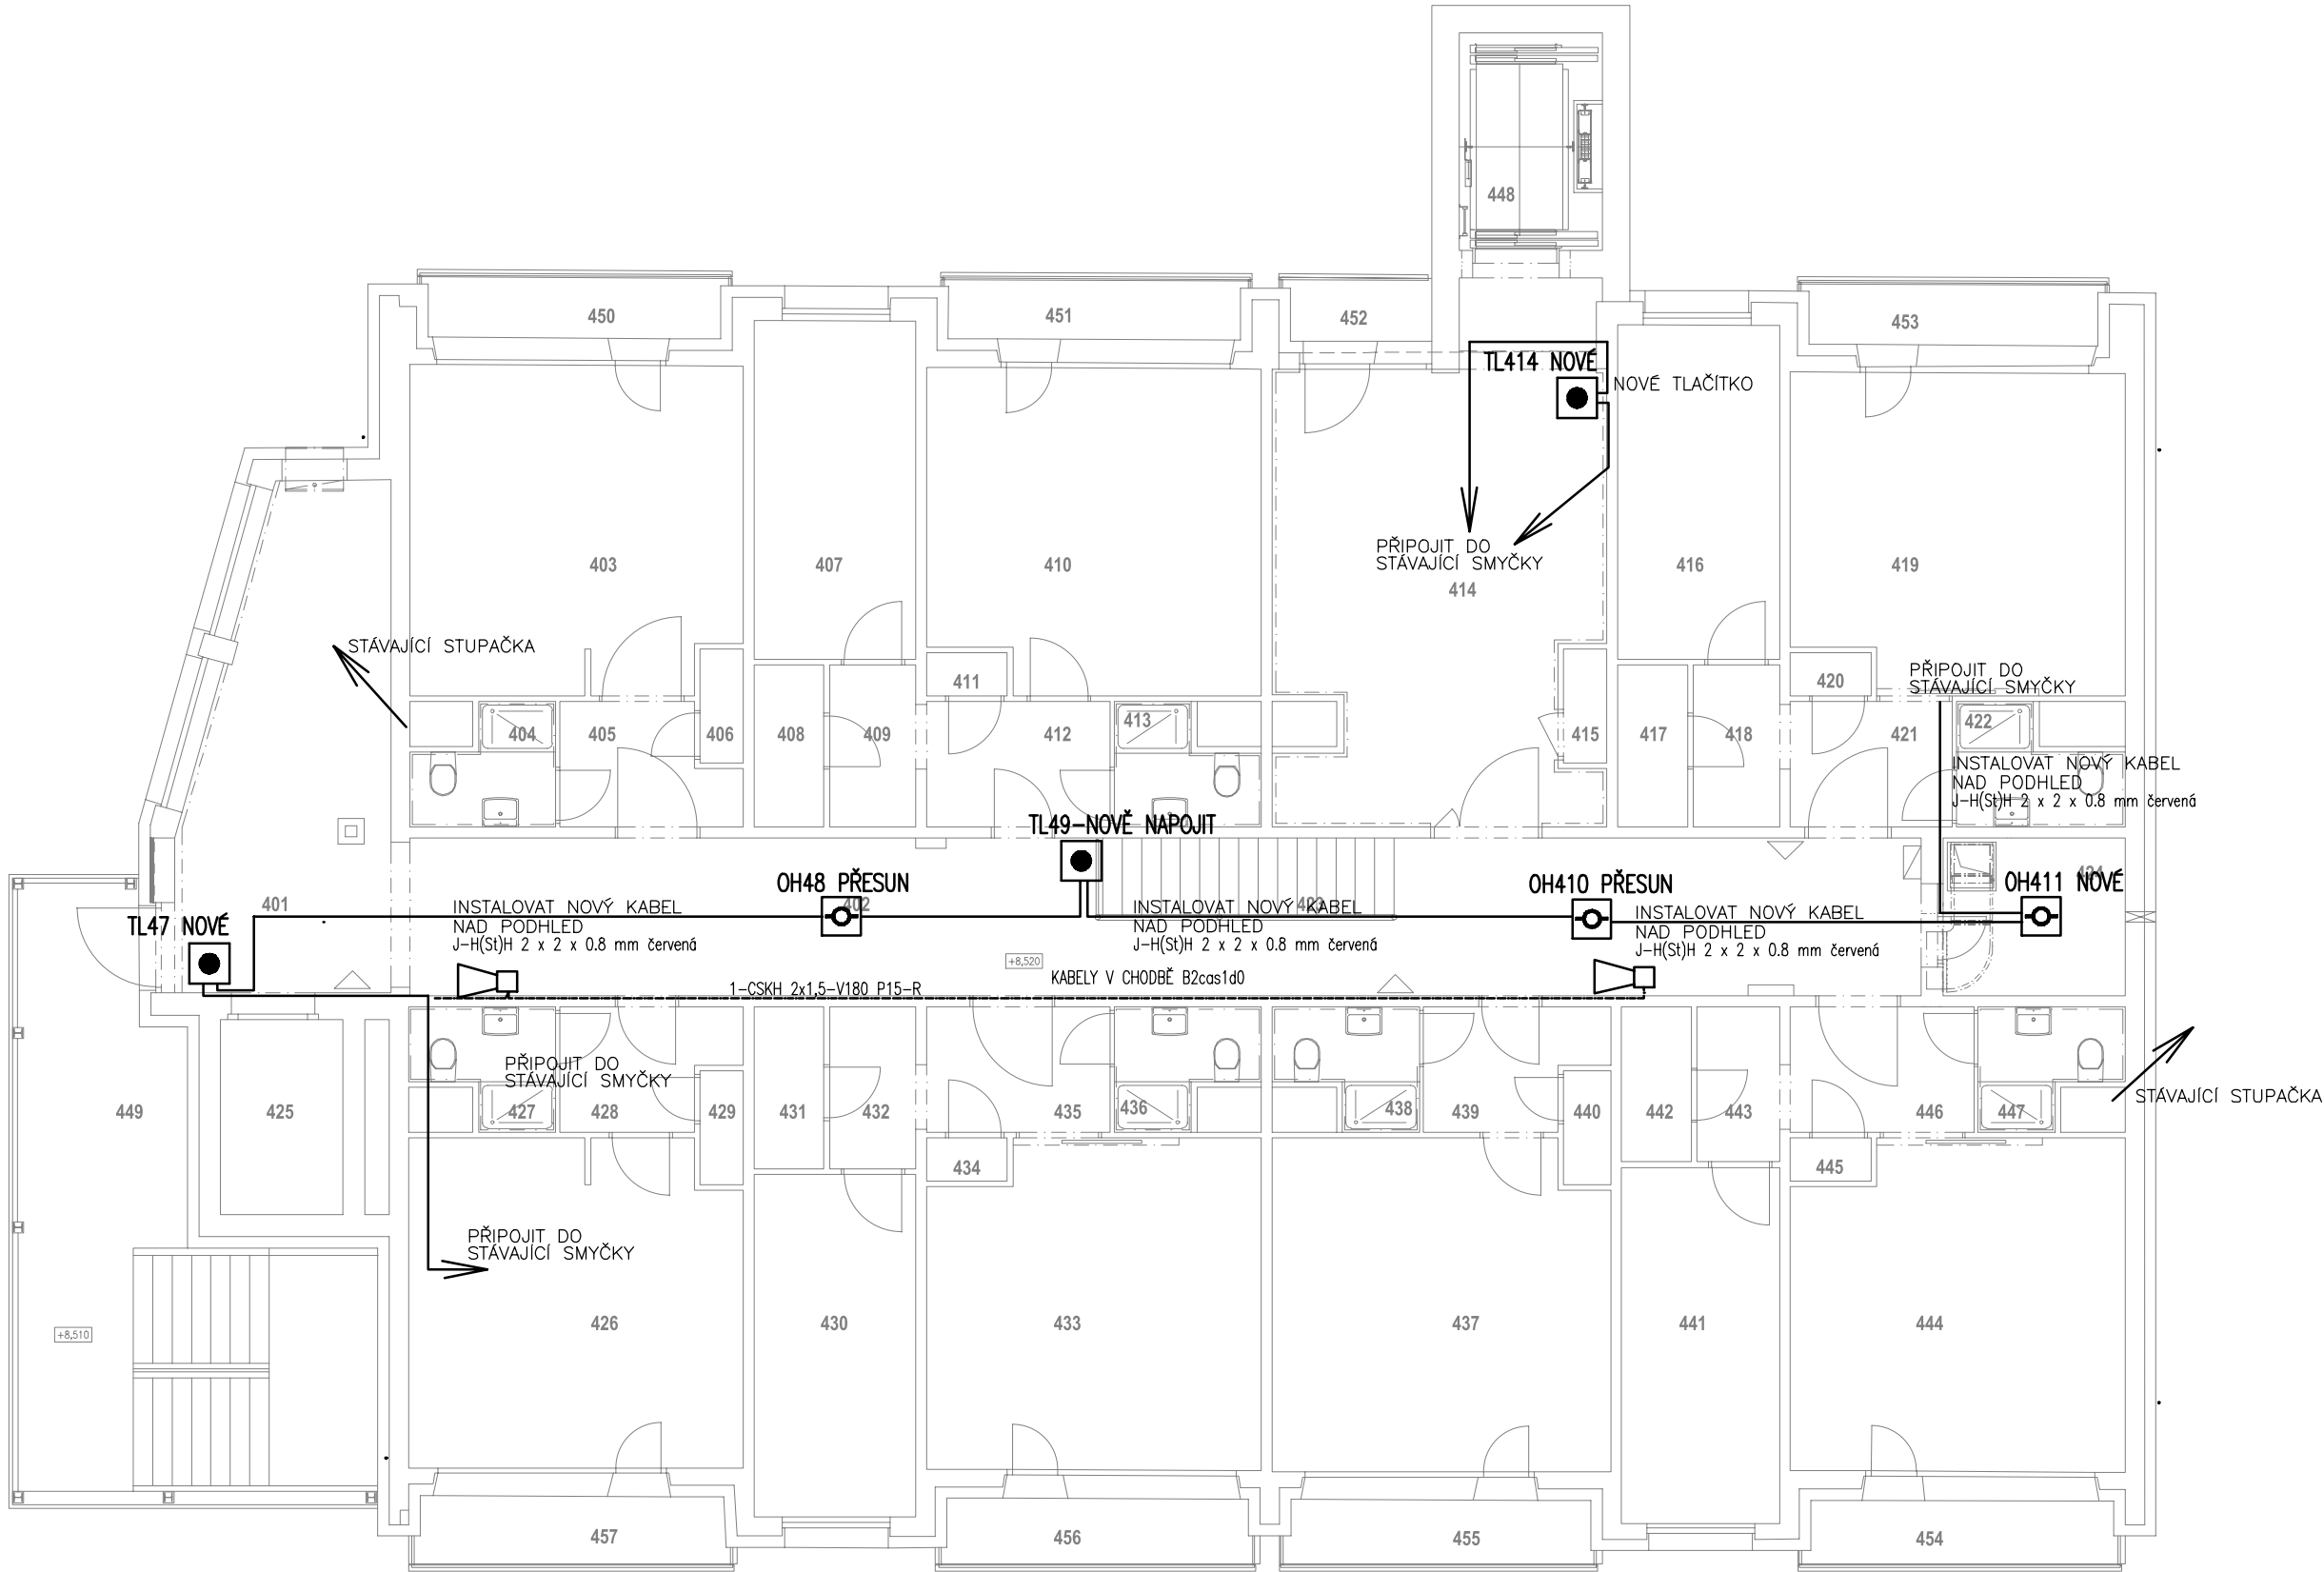 448
450
451
452
453
TL414 NOVÉ
NOVÉ TLAČÍTKO
PŘIPOJIT DO
STÁVAJÍCÍ SMYČKY
403
407
410
414
416
419
STÁVAJÍCÍ STUPAČKA
411
420
PŘIPOJIT DO
STÁVAJÍCÍ SMYČKY
404
405
406
408
409
412
413
415
417
418
421
422
INSTALOVAT NOVÝ KABEL
NAD PODHLED
J-H(St)H 2 x 2 x 0.8 mm červená
TL49-NOVĚ NAPOJIT
OH48 PŘESUN
OH410 PŘESUN
OH411 NOVÉ
424
401
402
423
TL47 NOVÉ
INSTALOVAT NOVÝ KABEL
NAD PODHLED
J-H(St)H 2 x 2 x 0.8 mm červená
INSTALOVAT NOVÝ KABEL
NAD PODHLED
J-H(St)H 2 x 2 x 0.8 mm červená
INSTALOVAT NOVÝ KABEL
NAD PODHLED
J-H(St)H 2 x 2 x 0.8 mm červená
+8,520
KABELY V CHODBĚ B2cas1d0
1-CSKH 2x1,5-V180 P15-R
PŘIPOJIT DO
STÁVAJÍCÍ SMYČKY
STÁVAJÍCÍ STUPAČKA
449
425
427
428
429
431
432
435
436
438
439
440
442
443
446
447
434
445
PŘIPOJIT DO
STÁVAJÍCÍ SMYČKY
426
430
433
437
441
444
+8,510
457
456
455
454